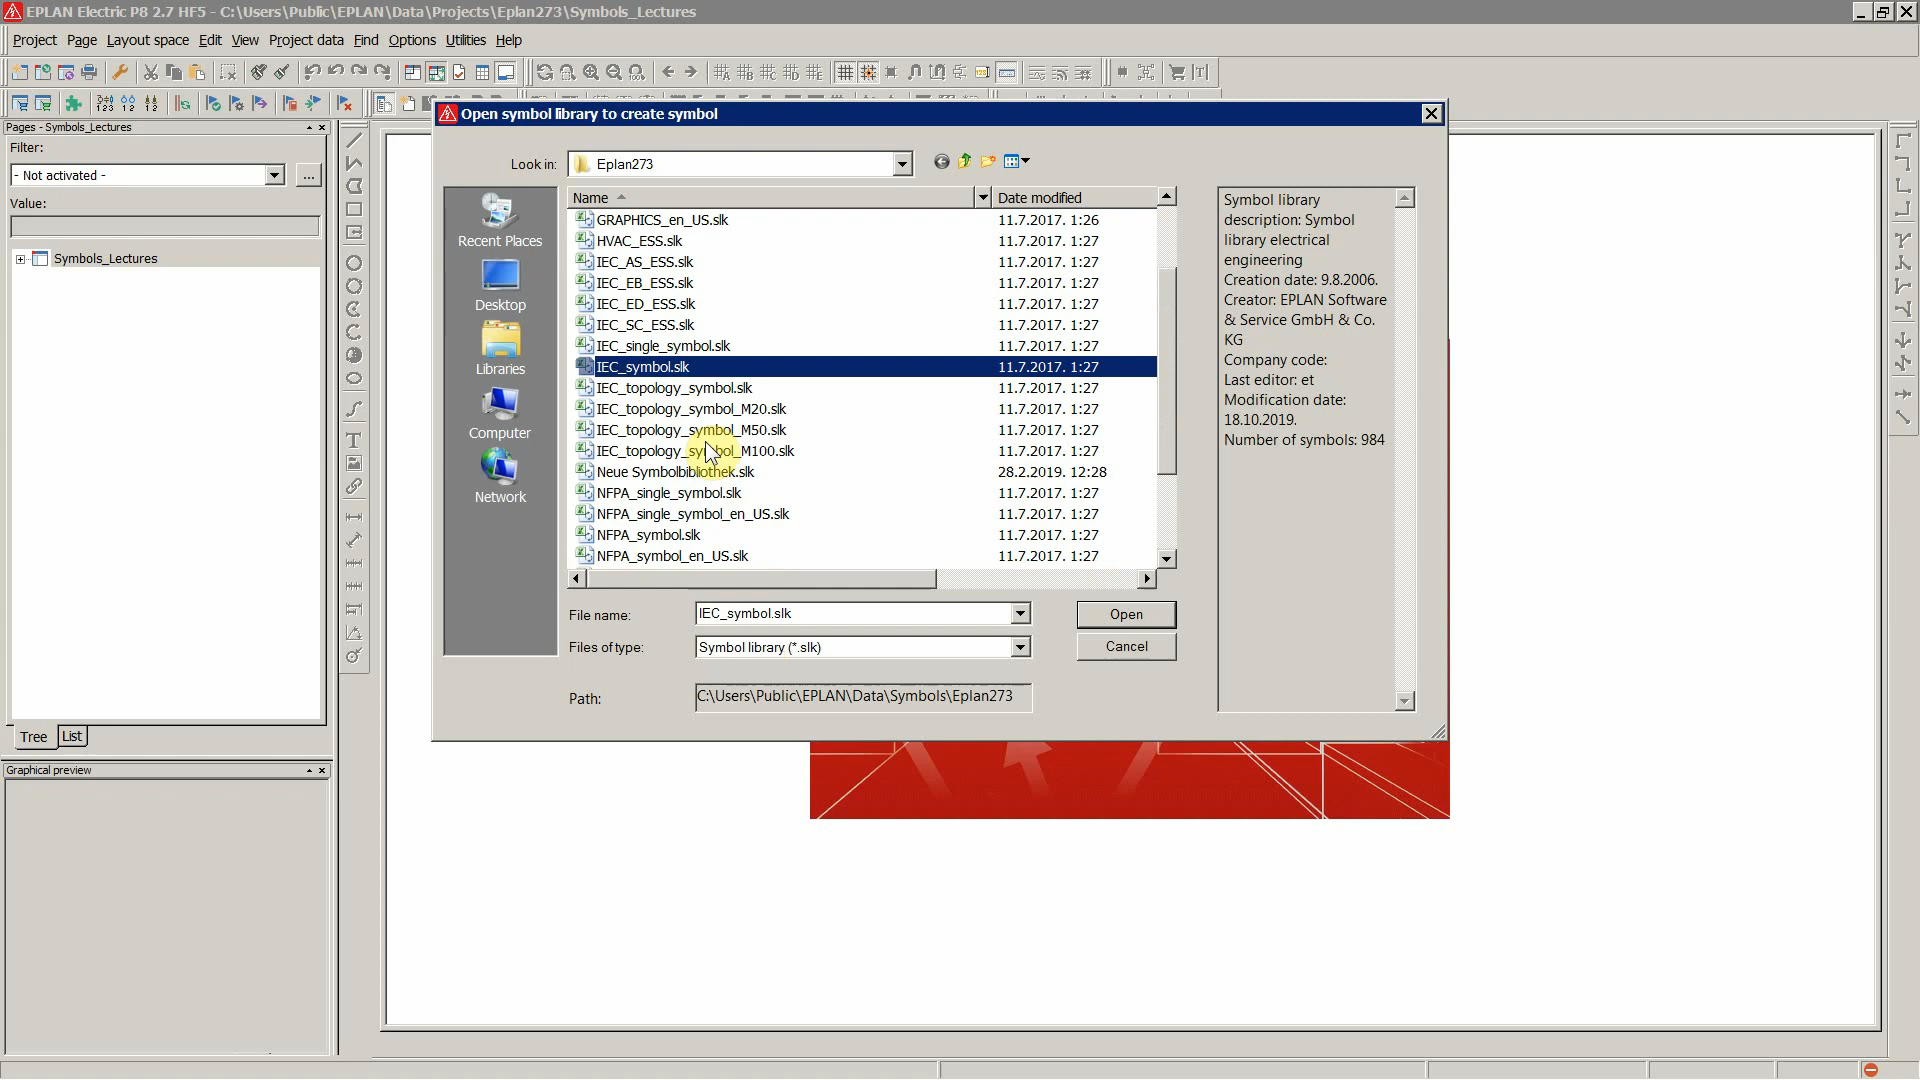 EPLAN Electric P8 2.7 HF5 - C:\Users\Public\EPLAN\Data\Projects\Eplan273\Symbols_Lectures
Project Page Layout space Edit View Project data Find Options Utilities Help
Pages - Symbols_Lectures
Filter:
- Not activated -
...
Value:
Symbols_Lectures
Tree List
Graphical preview
Open symbol library to create symbol
Look in: Eplan273
Recent Places
Desktop
Libraries
Computer
Network
Name Date modified
GRAPHICS_en_US.slk 11.7.2017. 1:26
HVAC_ESS.slk 11.7.2017. 1:27
IEC_AS_ESS.slk 11.7.2017. 1:27
IEC_EB_ESS.slk 11.7.2017. 1:27
IEC_ED_ESS.slk 11.7.2017. 1:27
IEC_SC_ESS.slk 11.7.2017. 1:27
IEC_single_symbol.slk 11.7.2017. 1:27
IEC_symbol.slk 11.7.2017. 1:27
IEC_topology_symbol.slk 11.7.2017. 1:27
IEC_topology_symbol_M20.slk 11.7.2017. 1:27
IEC_topology_symbol_M50.slk 11.7.2017. 1:27
IEC_topology_symbol_M100.slk 11.7.2017. 1:27
Neue Symbolbibliothek.slk 28.2.2019. 12:28
NFPA_single_symbol.slk 11.7.2017. 1:27
NFPA_single_symbol_en_US.slk 11.7.2017. 1:27
NFPA_symbol.slk 11.7.2017. 1:27
NFPA_symbol_en_US.slk 11.7.2017. 1:27
File name: IEC_symbol.slk Open
Files of type: Symbol library (*.slk) Cancel
Path: C:\Users\Public\EPLAN\Data\Symbols\Eplan273
Symbol library
description: Symbol
library electrical
engineering
Creation date: 9.8.2006.
Creator: EPLAN Software
& Service GmbH & Co.
KG
Company code:
Last editor: et
Modification date:
18.10.2019.
Number of symbols: 984